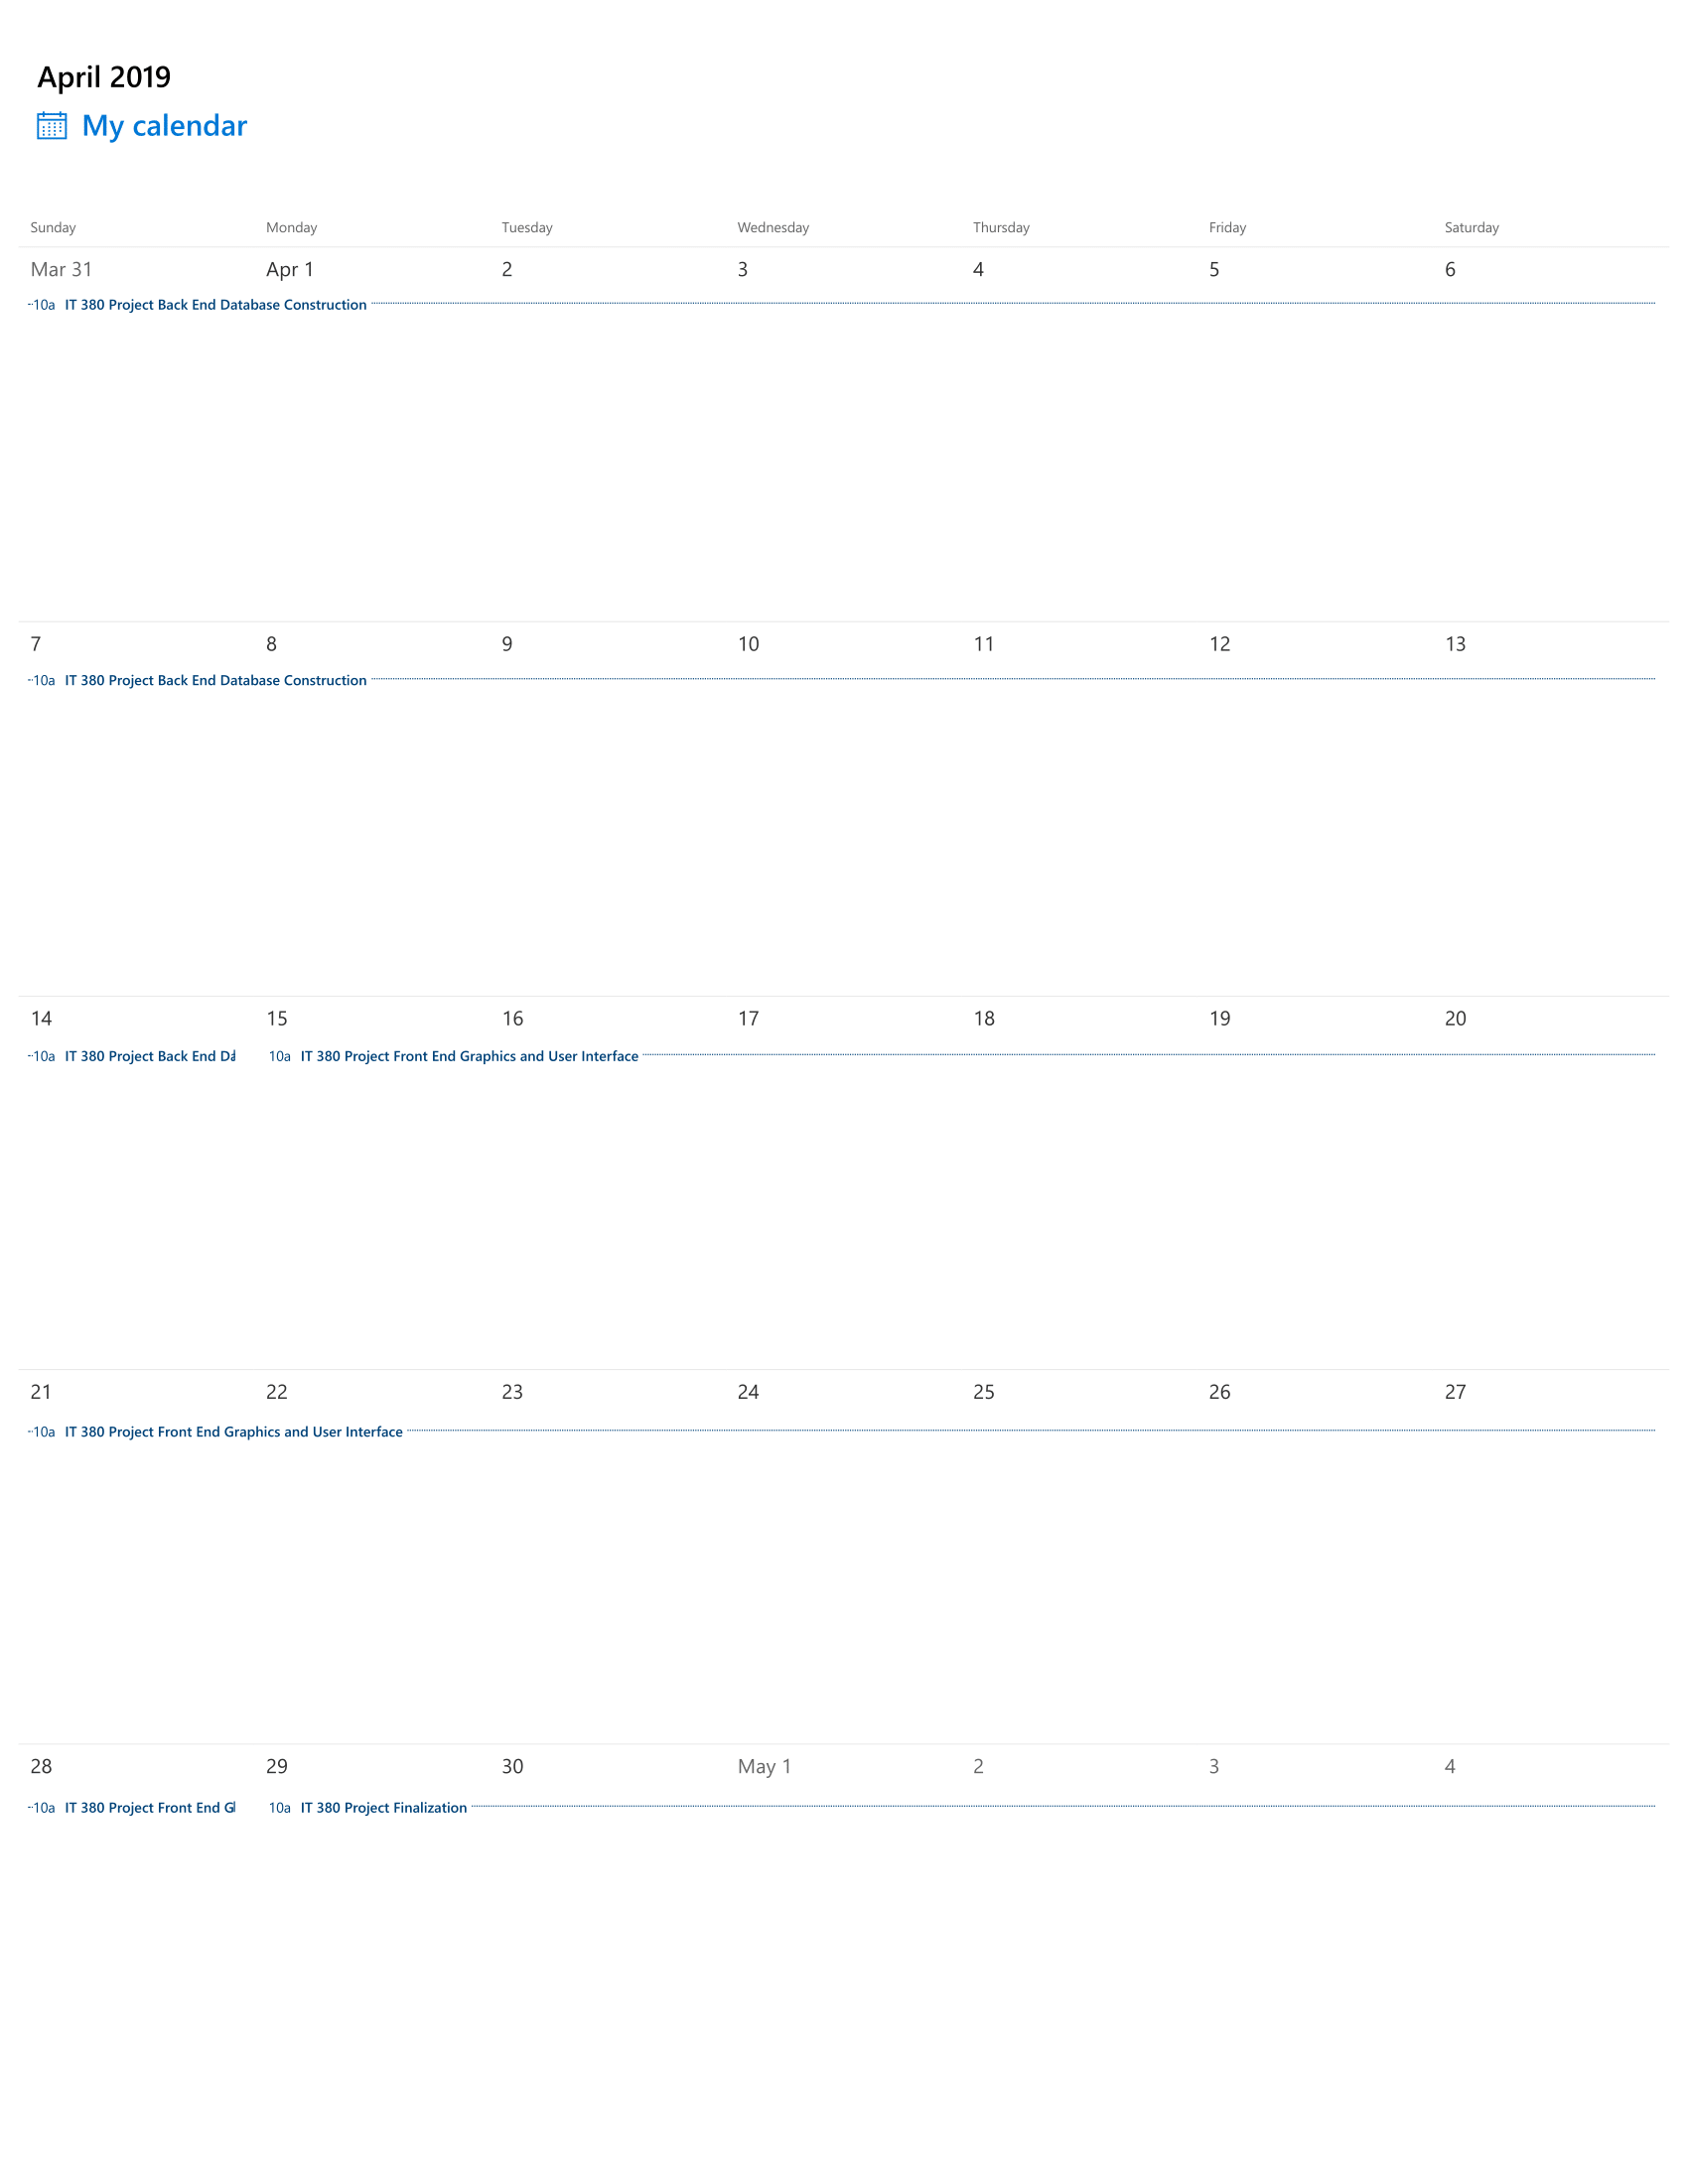 April 2019
My calendar
Sunday Monday Tuesday Wednesday Thursday Friday Saturday
Mar 31 Apr 1 2 3 4 5 6
10a IT 380 Project Back End Database Construction
7 8 9 10 11 12 13
10a IT 380 Project Back End Database Construction
14 15 16 17 18 19 20
10a IT 380 Project Back End Da 10a IT 380 Project Front End Graphics and User Interface
21 22 23 24 25 26 27
10a IT 380 Project Front End Graphics and User Interface
28 29 30 May 1 2 3 4
10a IT 380 Project Front End G 10a IT 380 Project Finalization